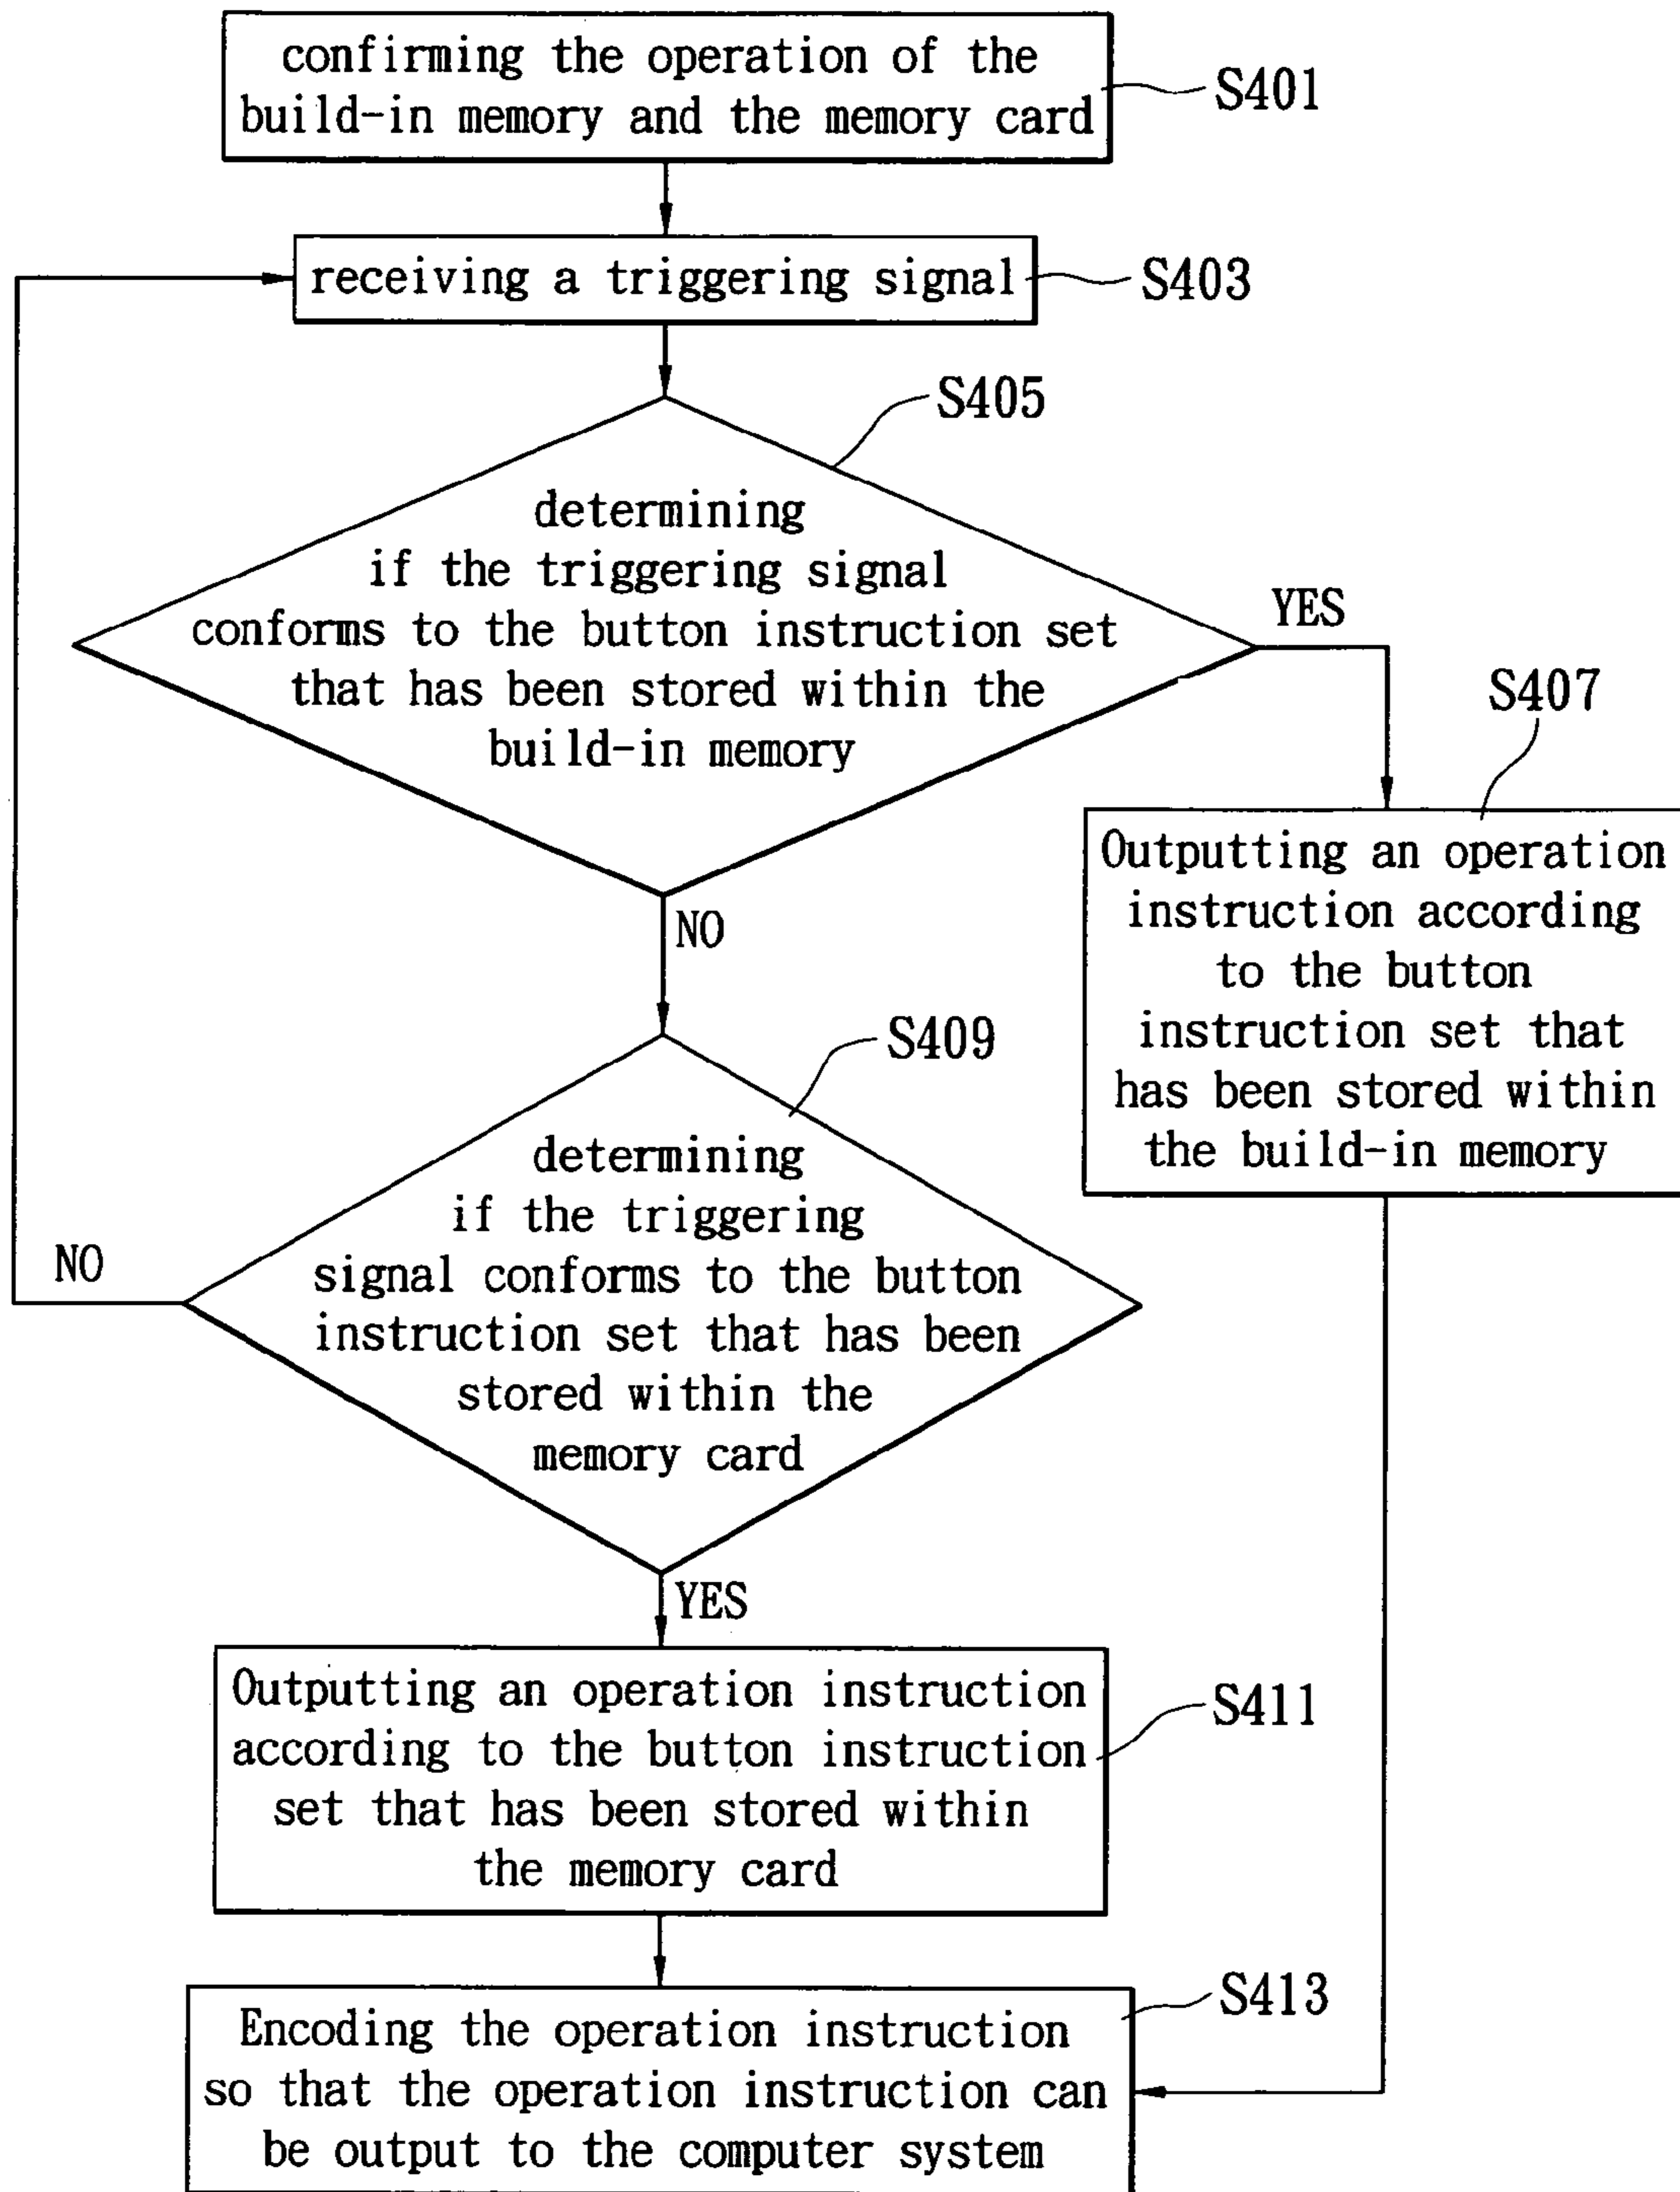 confirming the operation of the
build-in memory and the memory card
S401
receiving a triggering signal
S403
S405
determining
if the triggering signal
conforms to the button instruction set
that has been stored within the
build-in memory
YES
S407
Outputting an operation
instruction according
to the button
instruction set that
has been stored within
the build-in memory
NO
S409
determining
if the triggering
signal conforms to the button
instruction set that has been
stored within the
memory card
NO
YES
Outputting an operation instruction
according to the button instruction
set that has been stored within
the memory card
S411
Encoding the operation instruction
so that the operation instruction can
be output to the computer system
S413